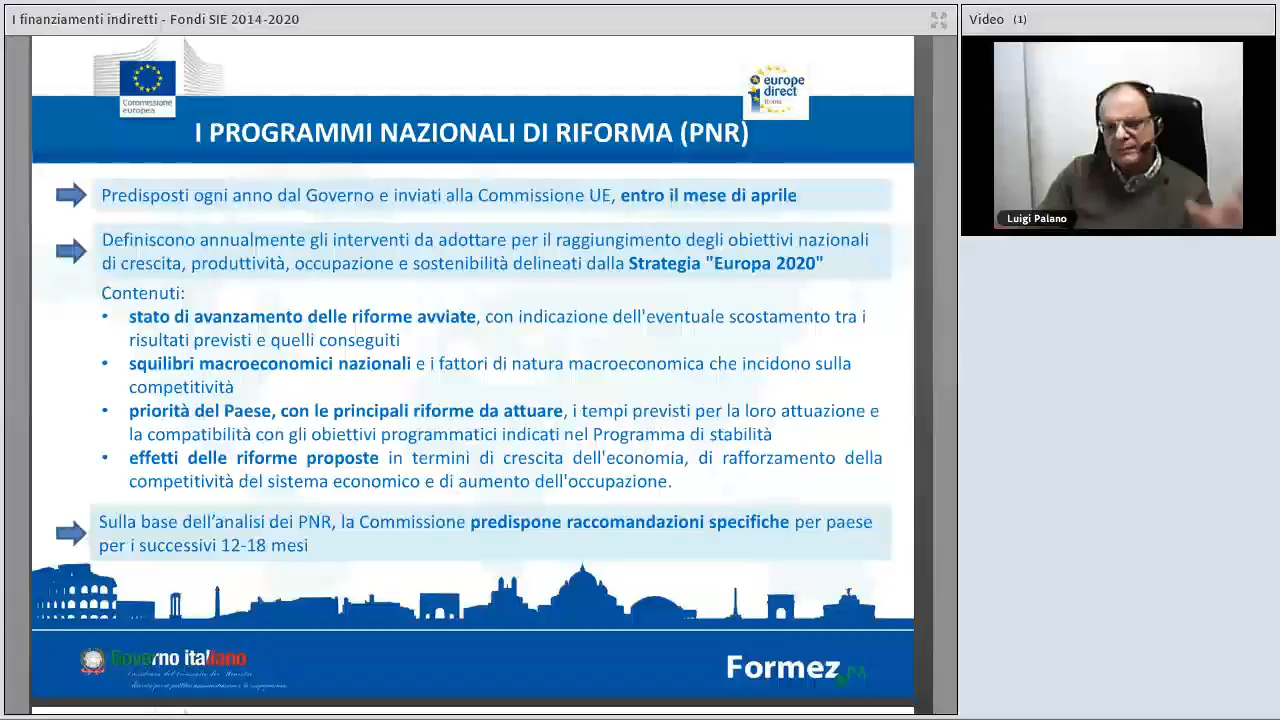 I finanziamenti indiretti - Fondi SIE 2014-2020
Video (1)
Commissione
europea
europe
direct
Roma
I PROGRAMMI NAZIONALI DI RIFORMA (PNR)
Luigi Palano
Predisposti ogni anno dal Governo e inviati alla Commissione UE, entro il mese di aprile
Definiscono annualmente gli interventi da adottare per il raggiungimento degli obiettivi nazionali
di crescita, produttività, occupazione e sostenibilità delineati dalla Strategia "Europa 2020"
Contenuti:
• stato di avanzamento delle riforme avviate, con indicazione dell'eventuale scostamento tra i
risultati previsti e quelli conseguiti
• squilibri macroeconomici nazionali e i fattori di natura macroeconomica che incidono sulla
competitività
• priorità del Paese, con le principali riforme da attuare, i tempi previsti per la loro attuazione e
la compatibilità con gli obiettivi programmatici indicati nel Programma di stabilità
• effetti delle riforme proposte in termini di crescita dell'economia, di rafforzamento della
competitività del sistema economico e di aumento dell'occupazione.
Sulla base dell’analisi dei PNR, la Commissione predispone raccomandazioni specifiche per paese
per i successivi 12-18 mesi
Governo italiano
Formez PA